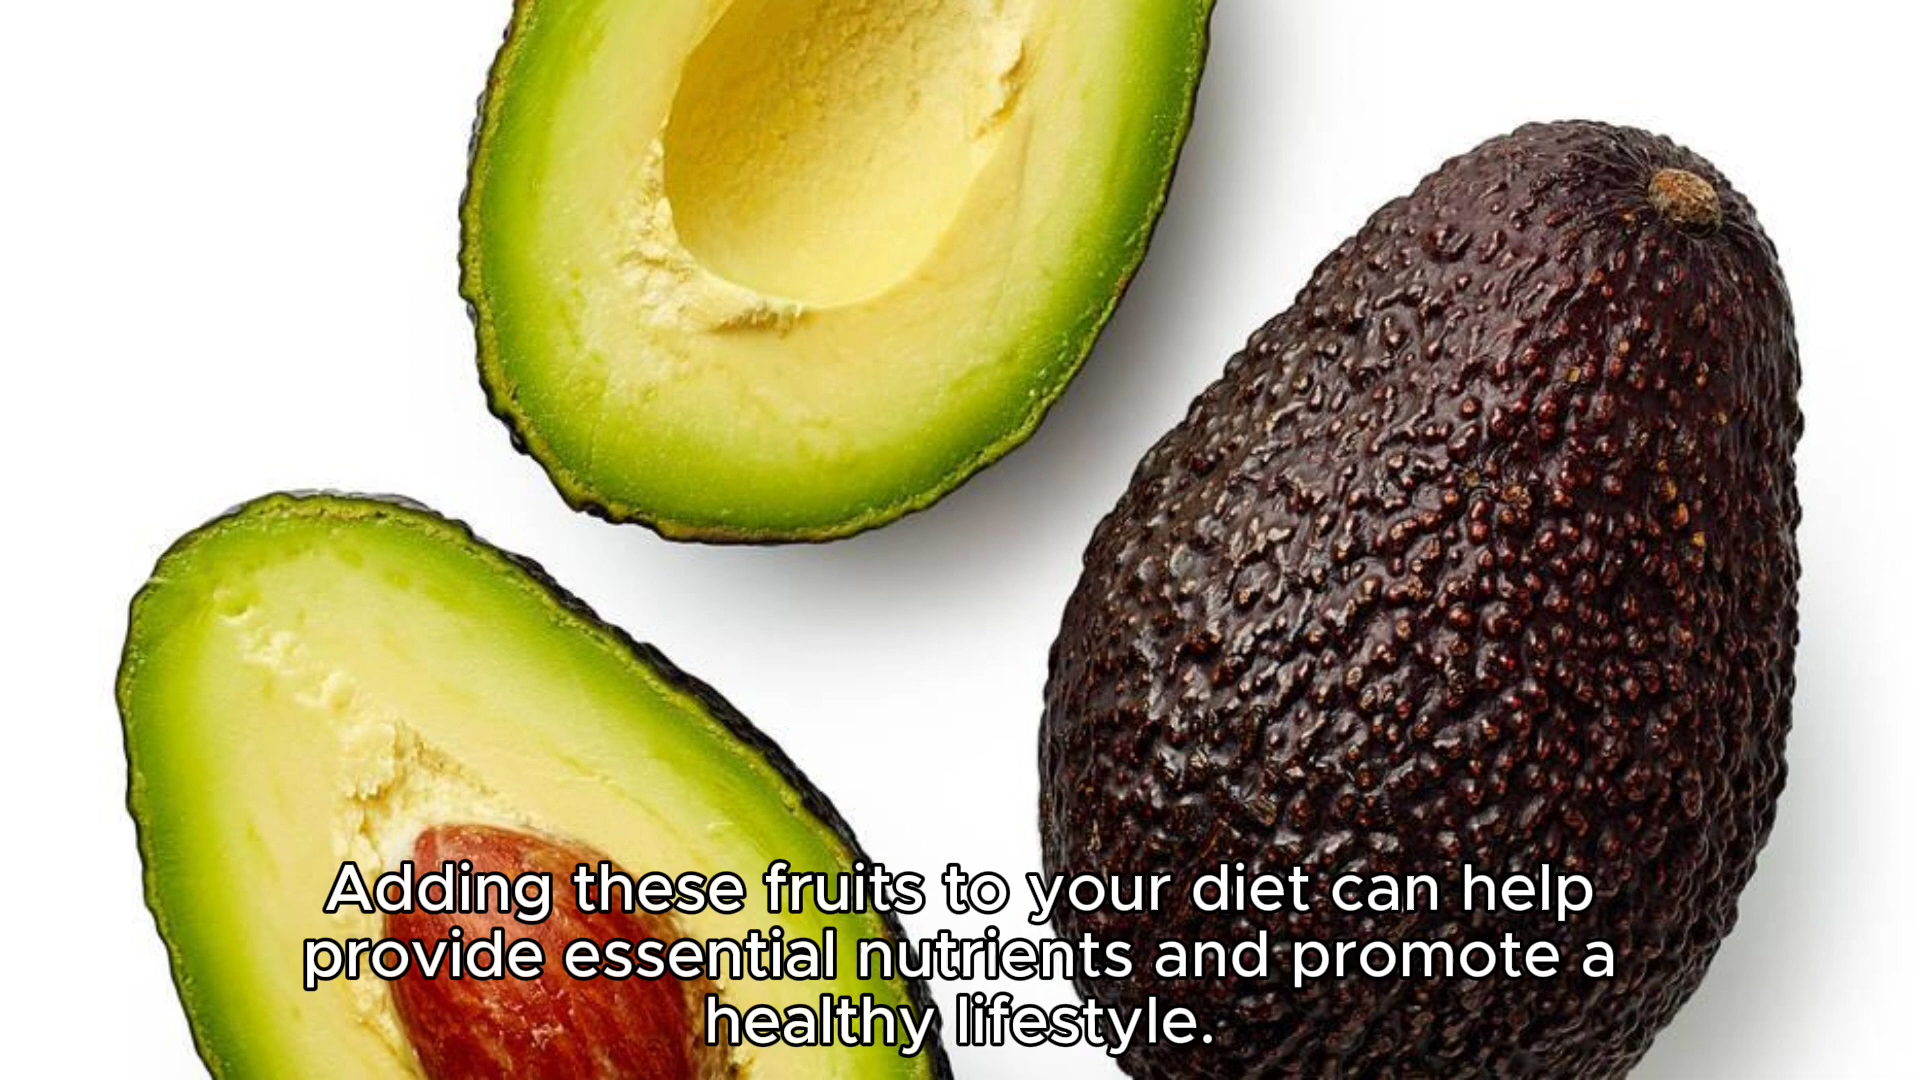 Adding these fruits to your diet can help
provide essential nutrients and promote a
healthy lifestyle.